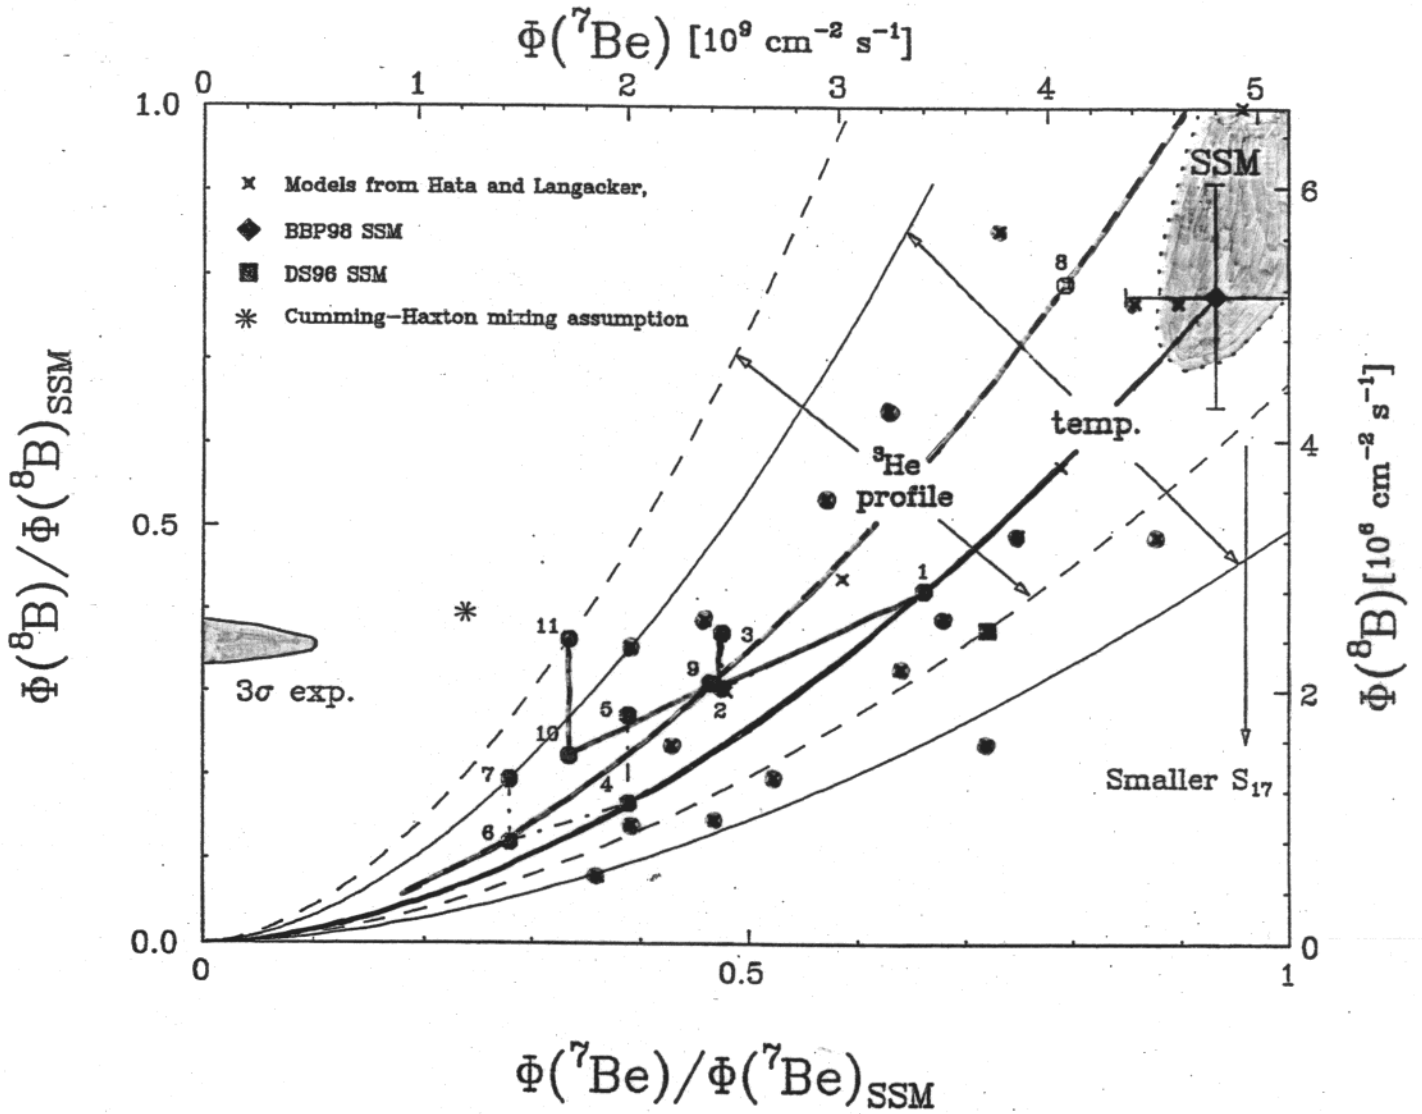 Φ(⁷Be) [10⁹ cm⁻² s⁻¹]
0 1 2 3 4 5
1.0
× Models from Hata and Langacker,
SSM
6
◆ BBP98 SSM
■ DS96 SSM
8
✳ Cumming-Haxton mixing assumption
Φ(⁸B)/Φ(⁸B)SSM
Φ(⁸B)[10⁶ cm⁻² s⁻¹]
temp.
4
³He
profile
0.5
1
11
3
3σ exp.
9
2
2
5
10
7
4
Smaller S₁₇
6
0.0
0
0 0.5 1
Φ(⁷Be)/Φ(⁷Be)SSM